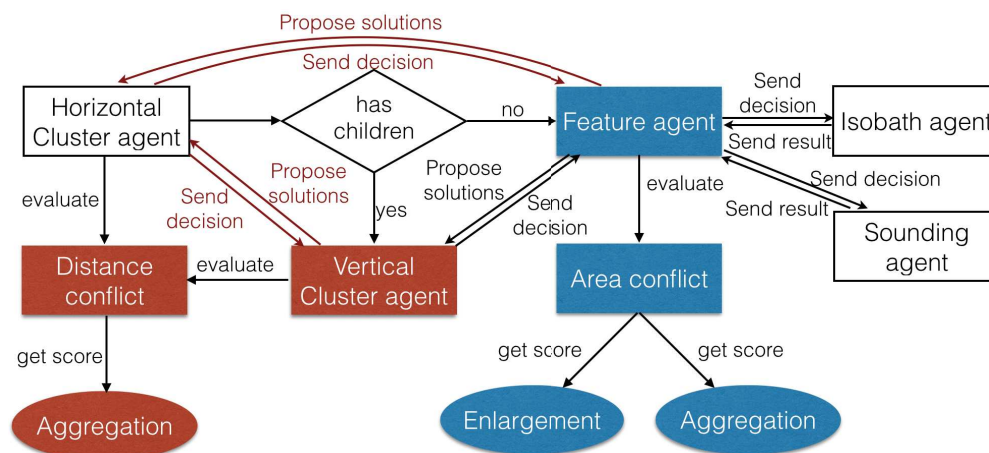 Propose solutions
Send decision
Horizontal
Cluster agent
has
children
no
Feature agent
Send
decision
Send result
Isobath agent
evaluate
Send
decision
Propose
solutions
yes
Propose
solutions
Send
decision
evaluate
Send decision
Send result
Sounding
agent
Distance
conflict
evaluate
Vertical
Cluster agent
Area conflict
get score
get score
get score
Aggregation
Enlargement
Aggregation